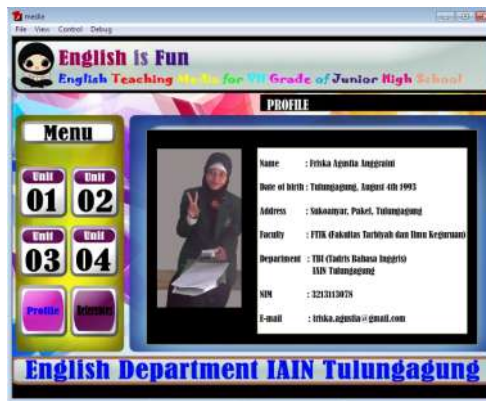 media
File View Control Debug
English is Fun
English Teaching Media for VII Grade of Junior High School
PROFILE
Menu
Unit 01
Unit 02
Unit 03
Unit 04
Profile
References
Name : Friska Agustia Anggraini
Date of birth : Tulungagung, August 4th 1993
Address : Sukoanyar, Pakel, Tulungagung
Faculty : FTIK (Fakultas Tarbiyah dan Ilmu Keguruan)
Department : TBI (Tadris Bahasa Inggris)
IAIN Tulungagung
NIM : 3213113078
E-mail : friska.agustia@gmail.com
English Department IAIN Tulungagung